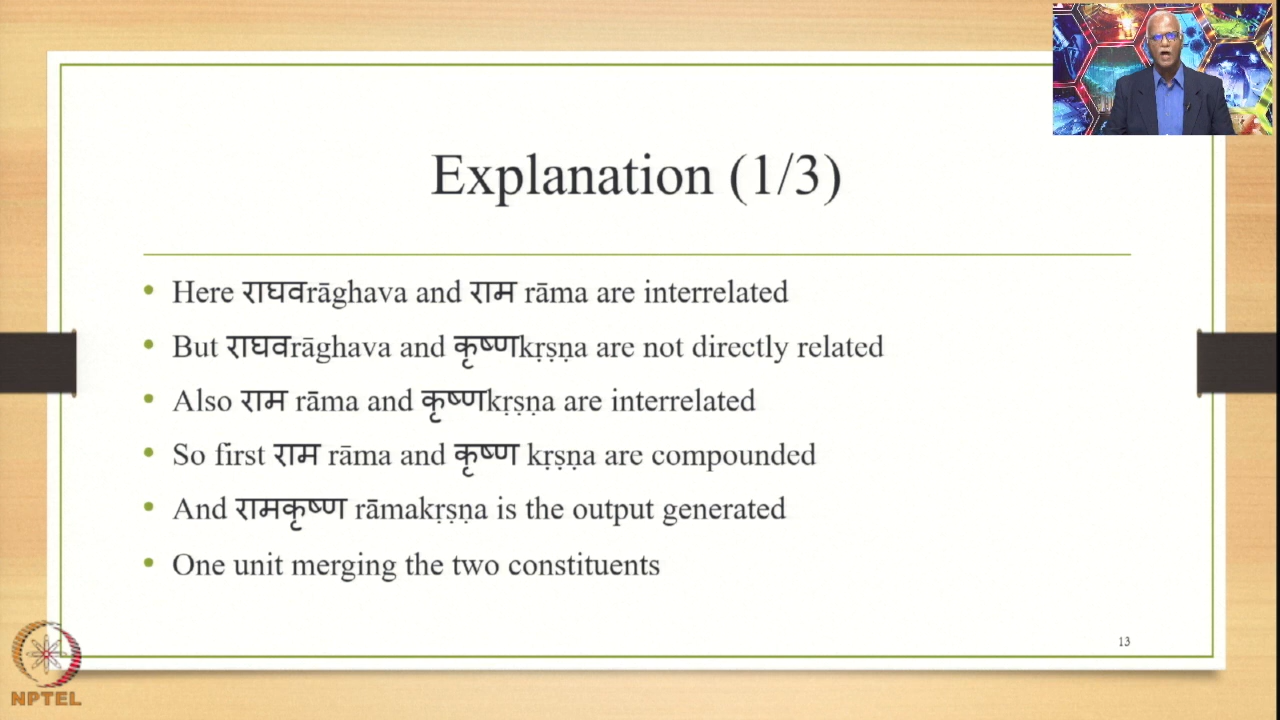 Explanation (1/3)
• Here राघवrāghava and राम rāma are interrelated
• But राघवrāghava and कृष्णkṛṣṇa are not directly related
• Also राम rāma and कृष्णkṛṣṇa are interrelated
• So first राम rāma and कृष्ण kṛṣṇa are compounded
• And रामकृष्ण rāmakṛṣṇa is the output generated
• One unit merging the two constituents
13
NPTEL